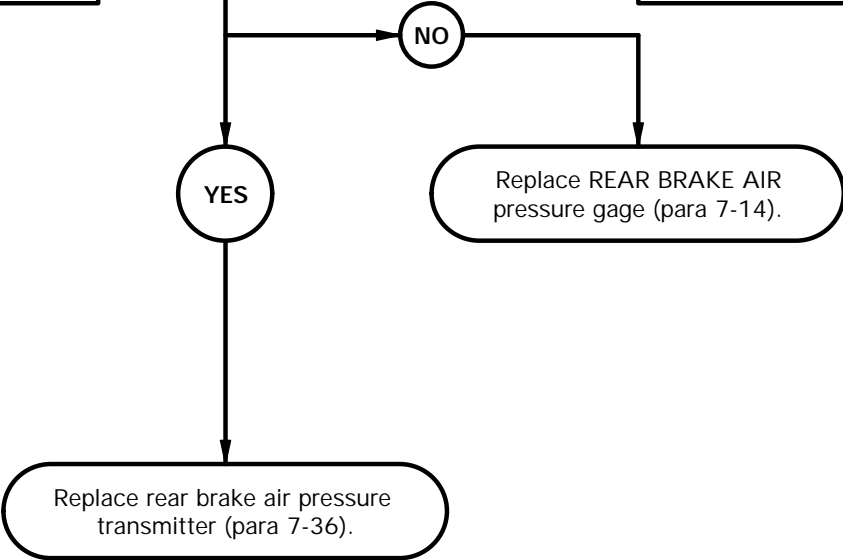 NO
YES
Replace REAR BRAKE AIR
pressure gage (para 7-14).
Replace rear brake air pressure
transmitter (para 7-36).